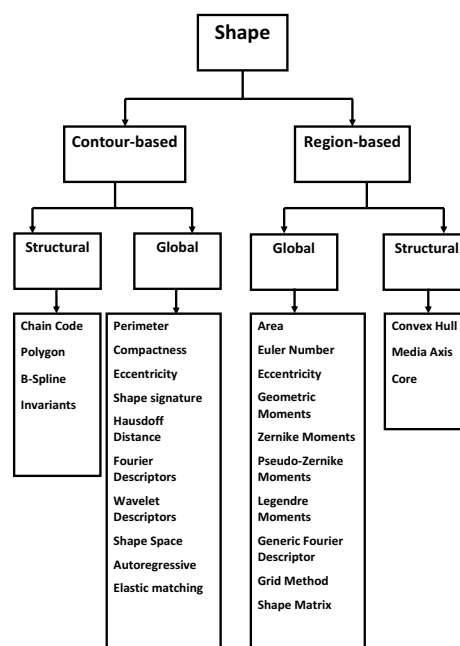 Shape
Contour-based
Region-based
Structural
Global
Global
Structural
Chain Code
Polygon
B-Spline
Invariants
Perimeter
Compactness
Eccentricity
Shape signature
Hausdoff
Distance
Fourier
Descriptors
Wavelet
Descriptors
Shape Space
Autoregressive
Elastic matching
Area
Euler Number
Eccentricity
Geometric
Moments
Zernike Moments
Pseudo-Zernike
Moments
Legendre
Moments
Generic Fourier
Descriptor
Grid Method
Shape Matrix
Convex Hull
Media Axis
Core